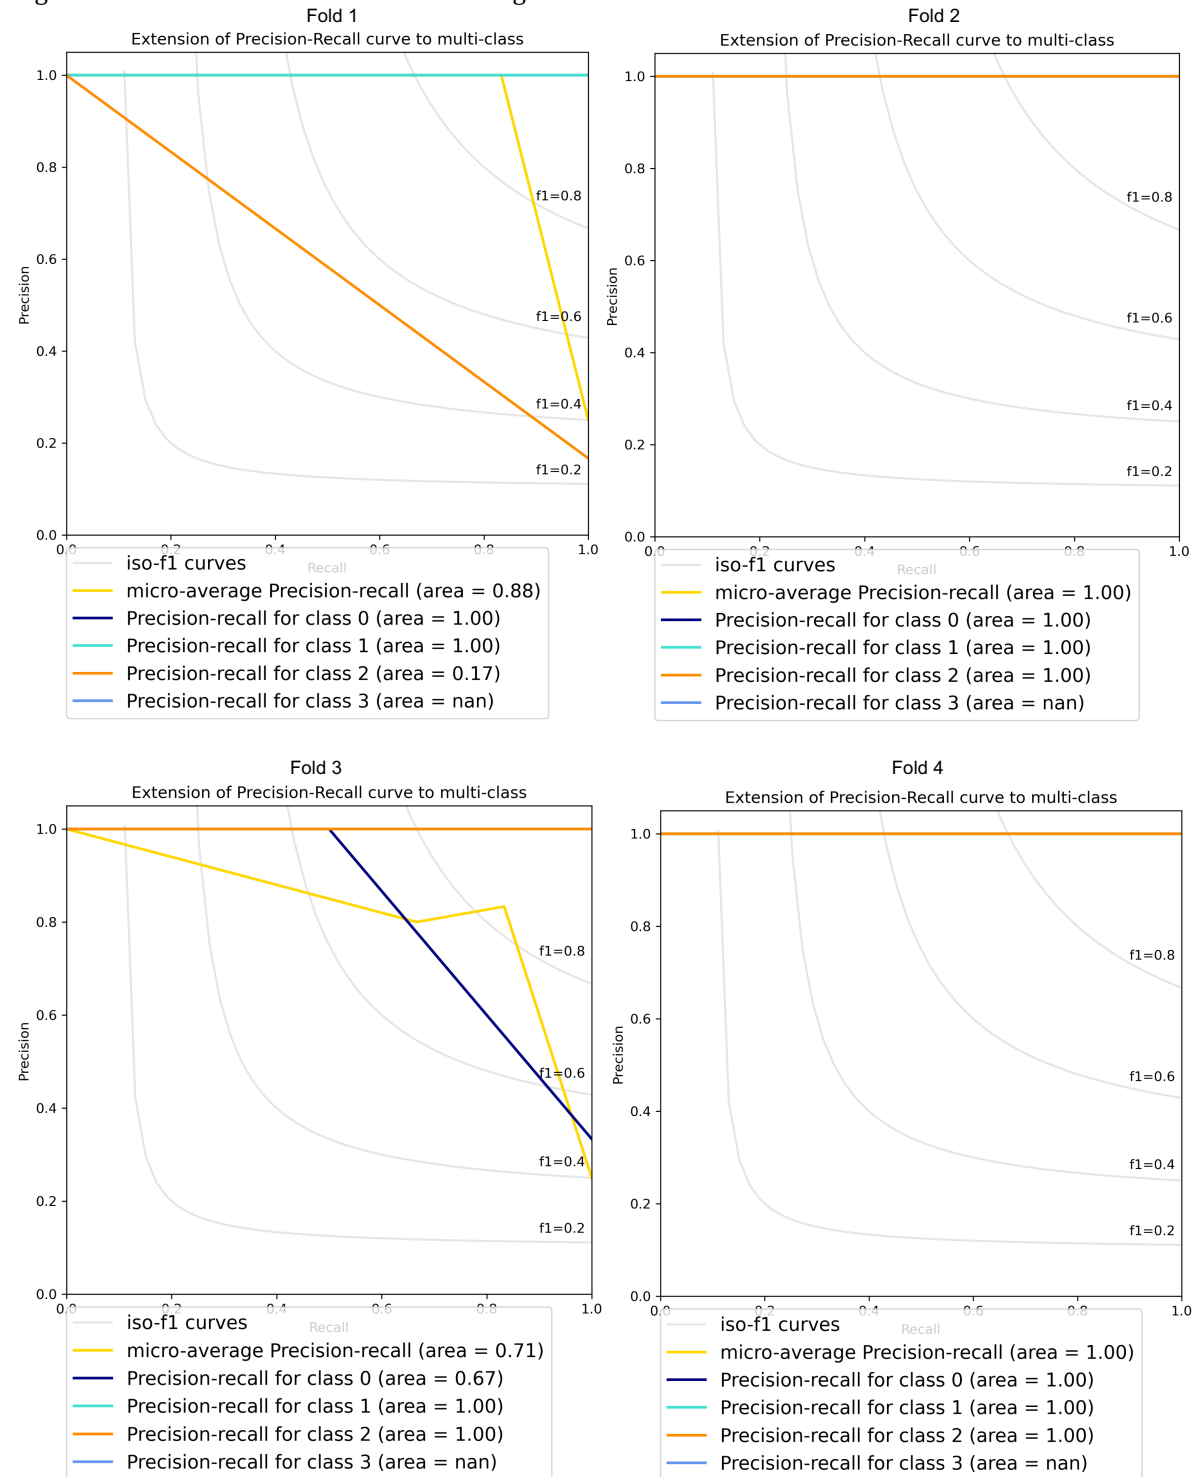 Fold 1
Extension of Precision-Recall curve to multi-class
1.0
0.8
0.6
0.4
0.2
0.0
Precision
f1=0.8
f1=0.6
f1=0.4
f1=0.2
0.0 0.2 0.4 0.6 0.8 1.0
Recall
iso-f1 curves
micro-average Precision-recall (area = 0.88)
Precision-recall for class 0 (area = 1.00)
Precision-recall for class 1 (area = 1.00)
Precision-recall for class 2 (area = 0.17)
Precision-recall for class 3 (area = nan)
Fold 2
Extension of Precision-Recall curve to multi-class
1.0
0.8
0.6
0.4
0.2
0.0
Precision
f1=0.8
f1=0.6
f1=0.4
f1=0.2
0.0 0.2 0.4 0.6 0.8 1.0
Recall
iso-f1 curves
micro-average Precision-recall (area = 1.00)
Precision-recall for class 0 (area = 1.00)
Precision-recall for class 1 (area = 1.00)
Precision-recall for class 2 (area = 1.00)
Precision-recall for class 3 (area = nan)
Fold 3
Extension of Precision-Recall curve to multi-class
1.0
0.8
0.6
0.4
0.2
0.0
Precision
f1=0.8
f1=0.6
f1=0.4
f1=0.2
0.0 0.2 0.4 0.6 0.8 1.0
Recall
iso-f1 curves
micro-average Precision-recall (area = 0.71)
Precision-recall for class 0 (area = 0.67)
Precision-recall for class 1 (area = 1.00)
Precision-recall for class 2 (area = 1.00)
Precision-recall for class 3 (area = nan)
Fold 4
Extension of Precision-Recall curve to multi-class
1.0
0.8
0.6
0.4
0.2
0.0
Precision
f1=0.8
f1=0.6
f1=0.4
f1=0.2
0.0 0.2 0.4 0.6 0.8 1.0
Recall
iso-f1 curves
micro-average Precision-recall (area = 1.00)
Precision-recall for class 0 (area = 1.00)
Precision-recall for class 1 (area = 1.00)
Precision-recall for class 2 (area = 1.00)
Precision-recall for class 3 (area = nan)